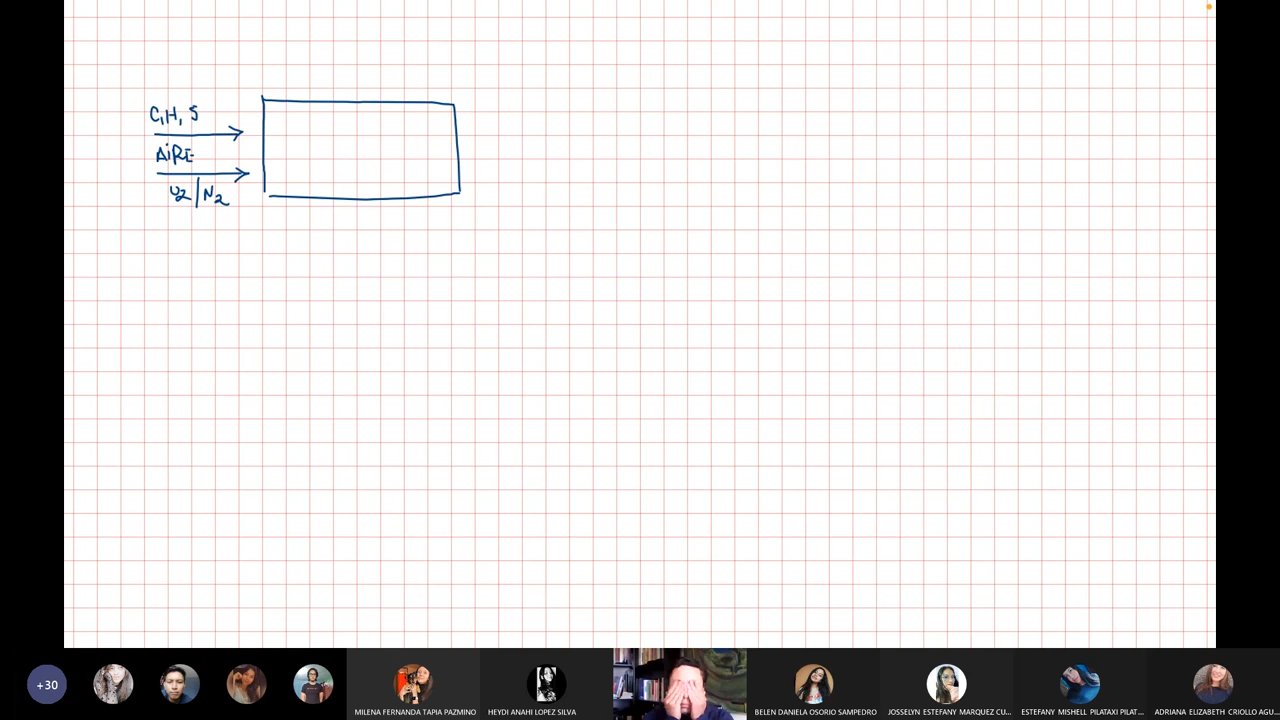 C, H, S
AiRE
O2 | N2
+30
MILENA FERNANDA TAPIA PAZMINO
HEYDI ANAHI LOPEZ SILVA
BELEN DANIELA OSORIO SAMPEDRO
JOSSELYN ESTEFANY MARQUEZ CU...
ESTEFANY MISHELL PILATAXI PILAT...
ADRIANA ELIZABETH CRIOLLO AGU...